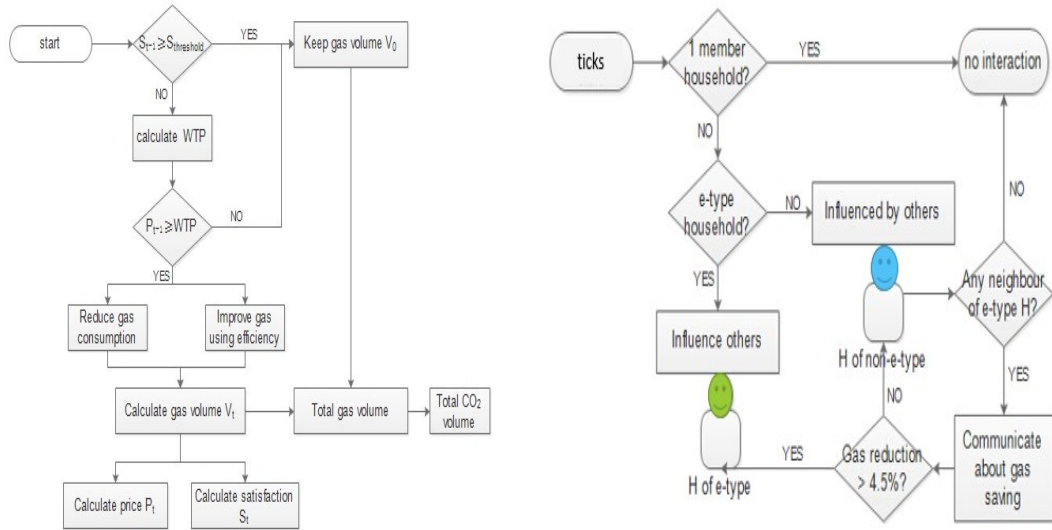 start
S t-1 ≥S threshold
YES
Keep gas volume V0
NO
calculate WTP
P t-1 ≥WTP
NO
YES
Reduce gas
consumption
Improve gas
using efficiency
Calculate gas volume Vt
Total gas volume
Total CO2
volume
Calculate price Pt
Calculate satisfaction
St
ticks
1 member
household?
YES
no interaction
NO
e-type
household?
NO
Influenced by others
NO
YES
Any neighbour
of e-type H?
Influence others
H of non-e-type
YES
NO
Communicate
about gas
saving
Gas reduction
> 4.5%?
YES
H of e-type